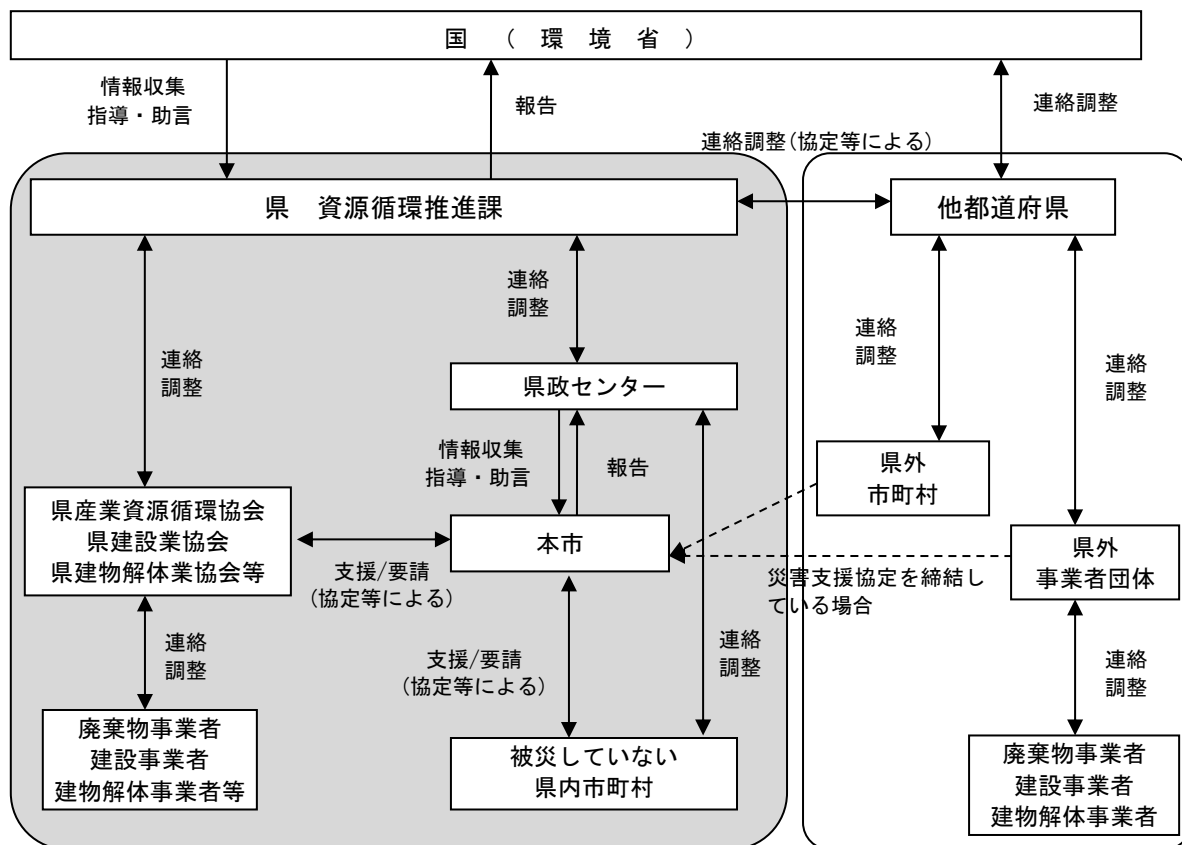 国 （ 環 境 省 ）
情報収集
指導・助言
報告
連絡調整
連絡調整(協定等による)
県　資源循環推進課
他都道府県
連絡
調整
連絡
調整
連絡
調整
連絡
調整
県政センター
情報収集
指導・助言
報告
県外
市町村
県産業資源循環協会
県建設業協会
県建物解体業協会等
本市
県外
事業者団体
支援/要請
(協定等による)
災害支援協定を締結し
ている場合
連絡
調整
支援/要請
(協定等による)
連絡
調整
連絡
調整
廃棄物事業者
建設事業者
建物解体事業者等
被災していない
県内市町村
廃棄物事業者
建設事業者
建物解体事業者